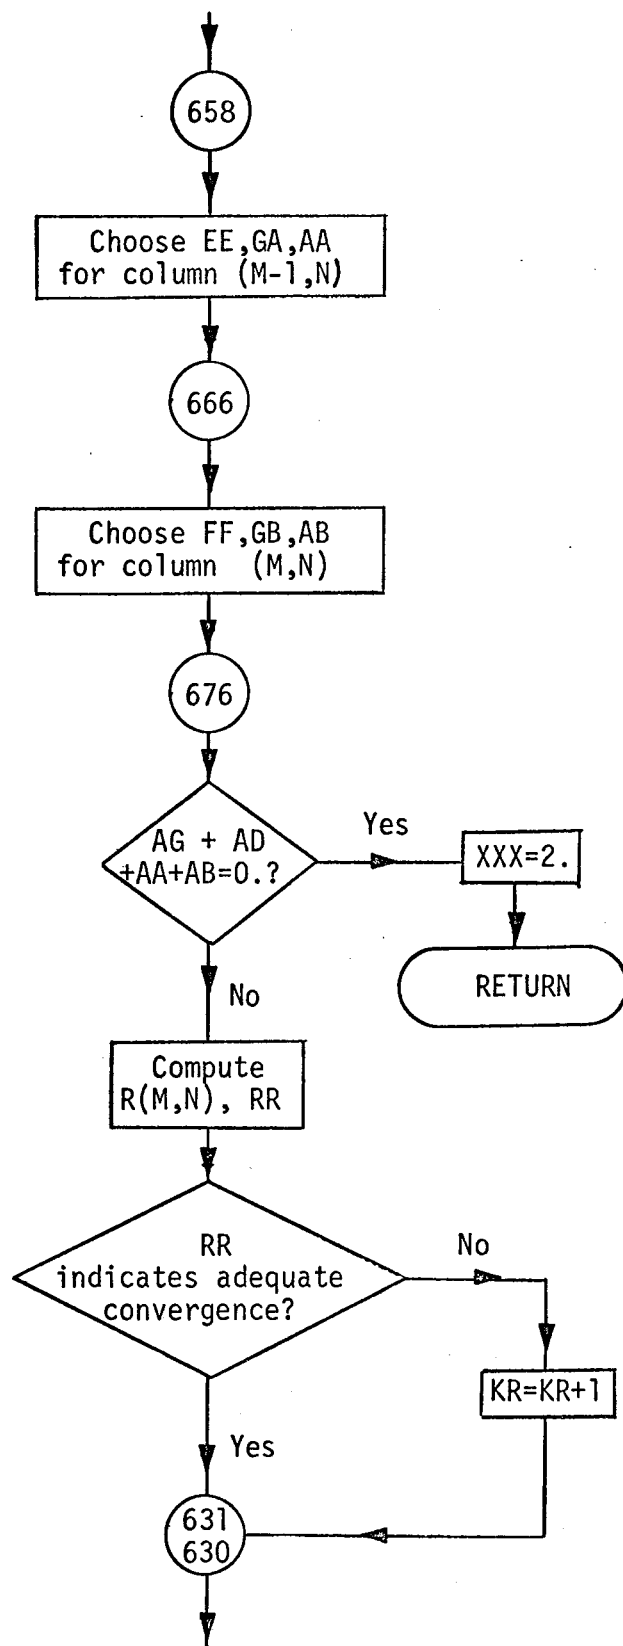 658
Choose EE,GA,AA
for column (M-1,N)
666
Choose FF,GB,AB
for column (M,N)
676
AG + AD
+AA+AB=0.?
Yes
XXX=2.
RETURN
No
Compute
R(M,N), RR
RR
indicates adequate
convergence?
No
KR=KR+1
Yes
631
630